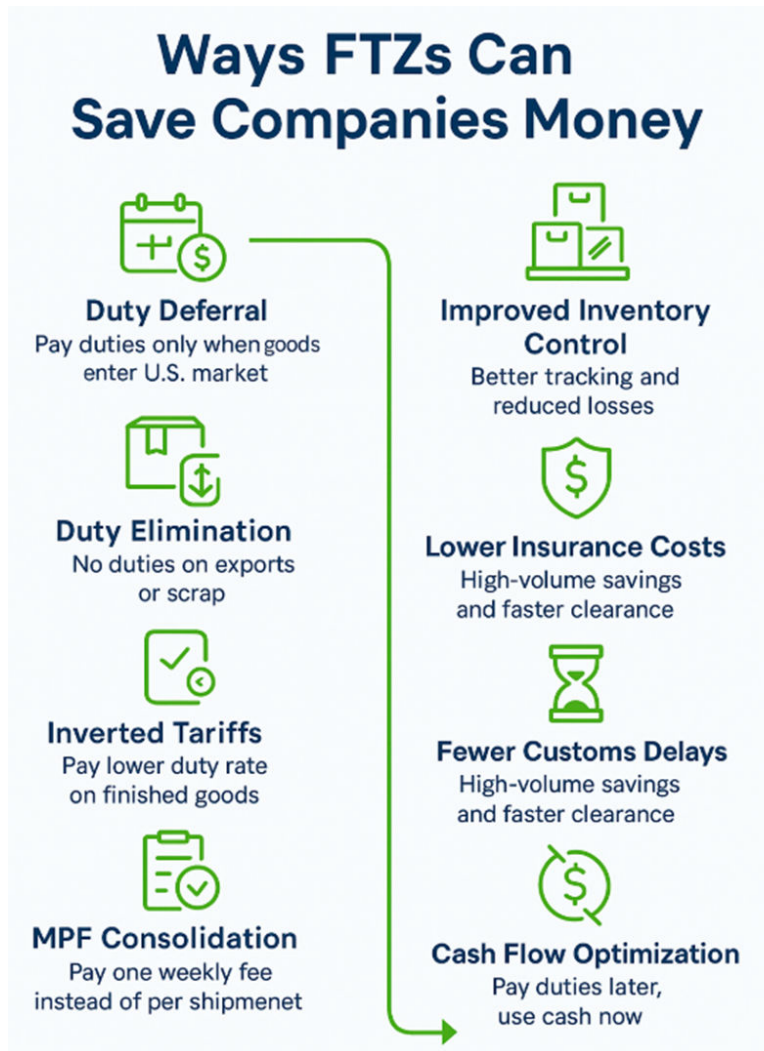 Ways FTZs Can
Save Companies Money
Duty Deferral
Pay duties only when goods
enter U.S. market
Duty Elimination
No duties on exports
or scrap
Inverted Tariffs
Pay lower duty rate
on finished goods
MPF Consolidation
Pay one weekly fee
instead of per shipmenet
Improved Inventory
Control
Better tracking and
reduced losses
Lower Insurance Costs
High-volume savings
and faster clearance
Fewer Customs Delays
High-volume savings
and faster clearance
Cash Flow Optimization
Pay duties later,
use cash now